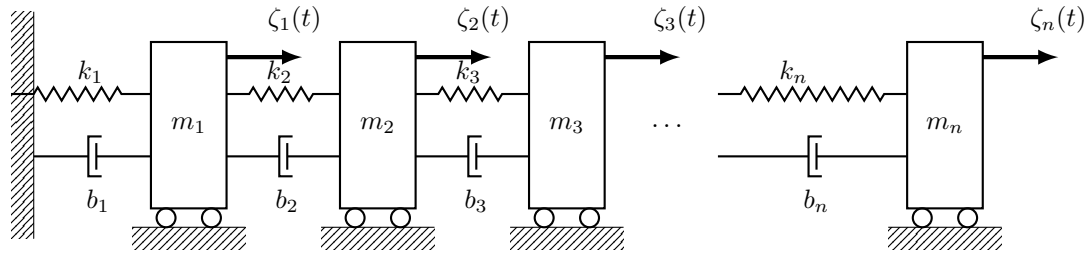 ζ₁(t) ζ₂(t) ζ₃(t) ζₙ(t)
k₁ k₂ k₃ kₙ
m₁ m₂ m₃ … mₙ
b₁ b₂ b₃ bₙ